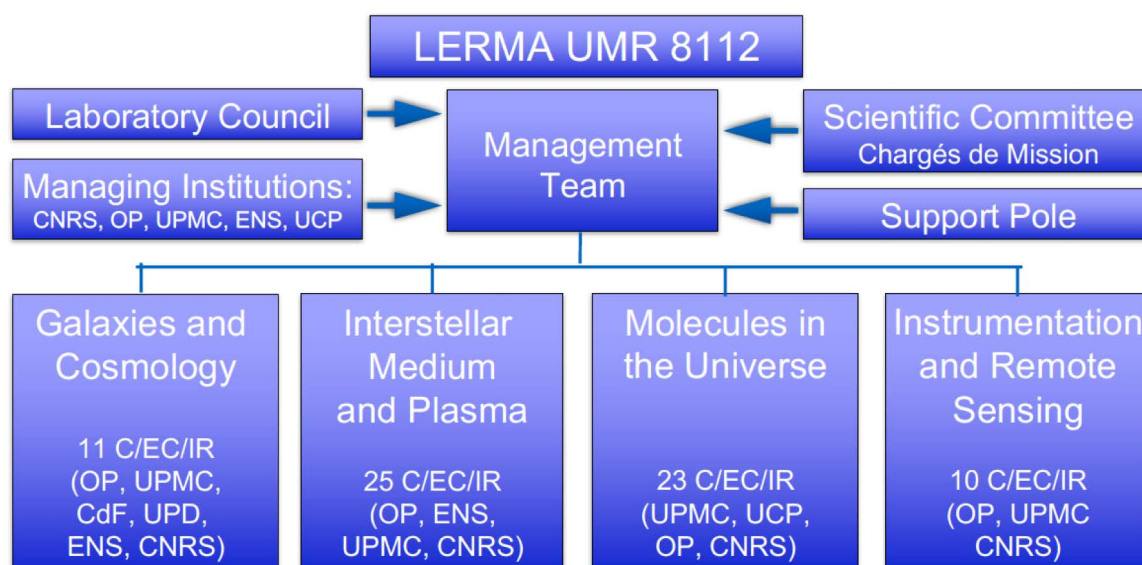 LERMA UMR 8112
Laboratory Council
Managing Institutions:
CNRS, OP, UPMC, ENS, UCP
Management
Team
Scientific Committee
Chargés de Mission
Support Pole
Galaxies and
Cosmology
11 C/EC/IR
(OP, UPMC,
CdF, UPD,
ENS, CNRS)
Interstellar
Medium
and Plasma
25 C/EC/IR
(OP, ENS,
UPMC, CNRS)
Molecules in
the Universe
23 C/EC/IR
(UPMC, UCP,
OP, CNRS)
Instrumentation
and Remote
Sensing
10 C/EC/IR
(OP, UPMC
CNRS)